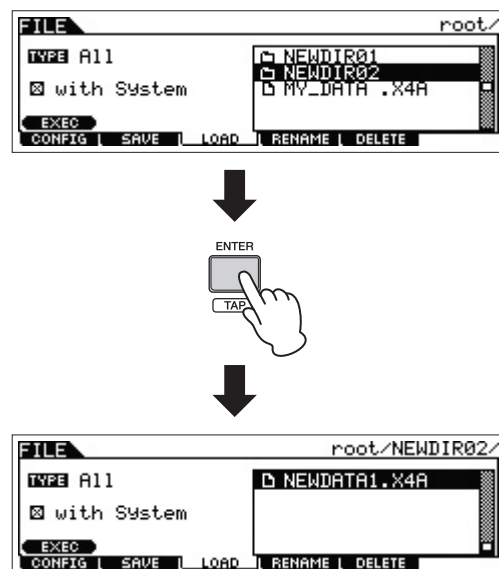 FILE root/
TYPE All
with System
NEWDIR01
NEWDIR02
MY_DATA .X4A
EXEC
CONFIG SAVE LOAD RENAME DELETE
ENTER
TAP
FILE root/NEWDIR02/
TYPE All
with System
NEWDATA1.X4A
EXEC
CONFIG SAVE LOAD RENAME DELETE